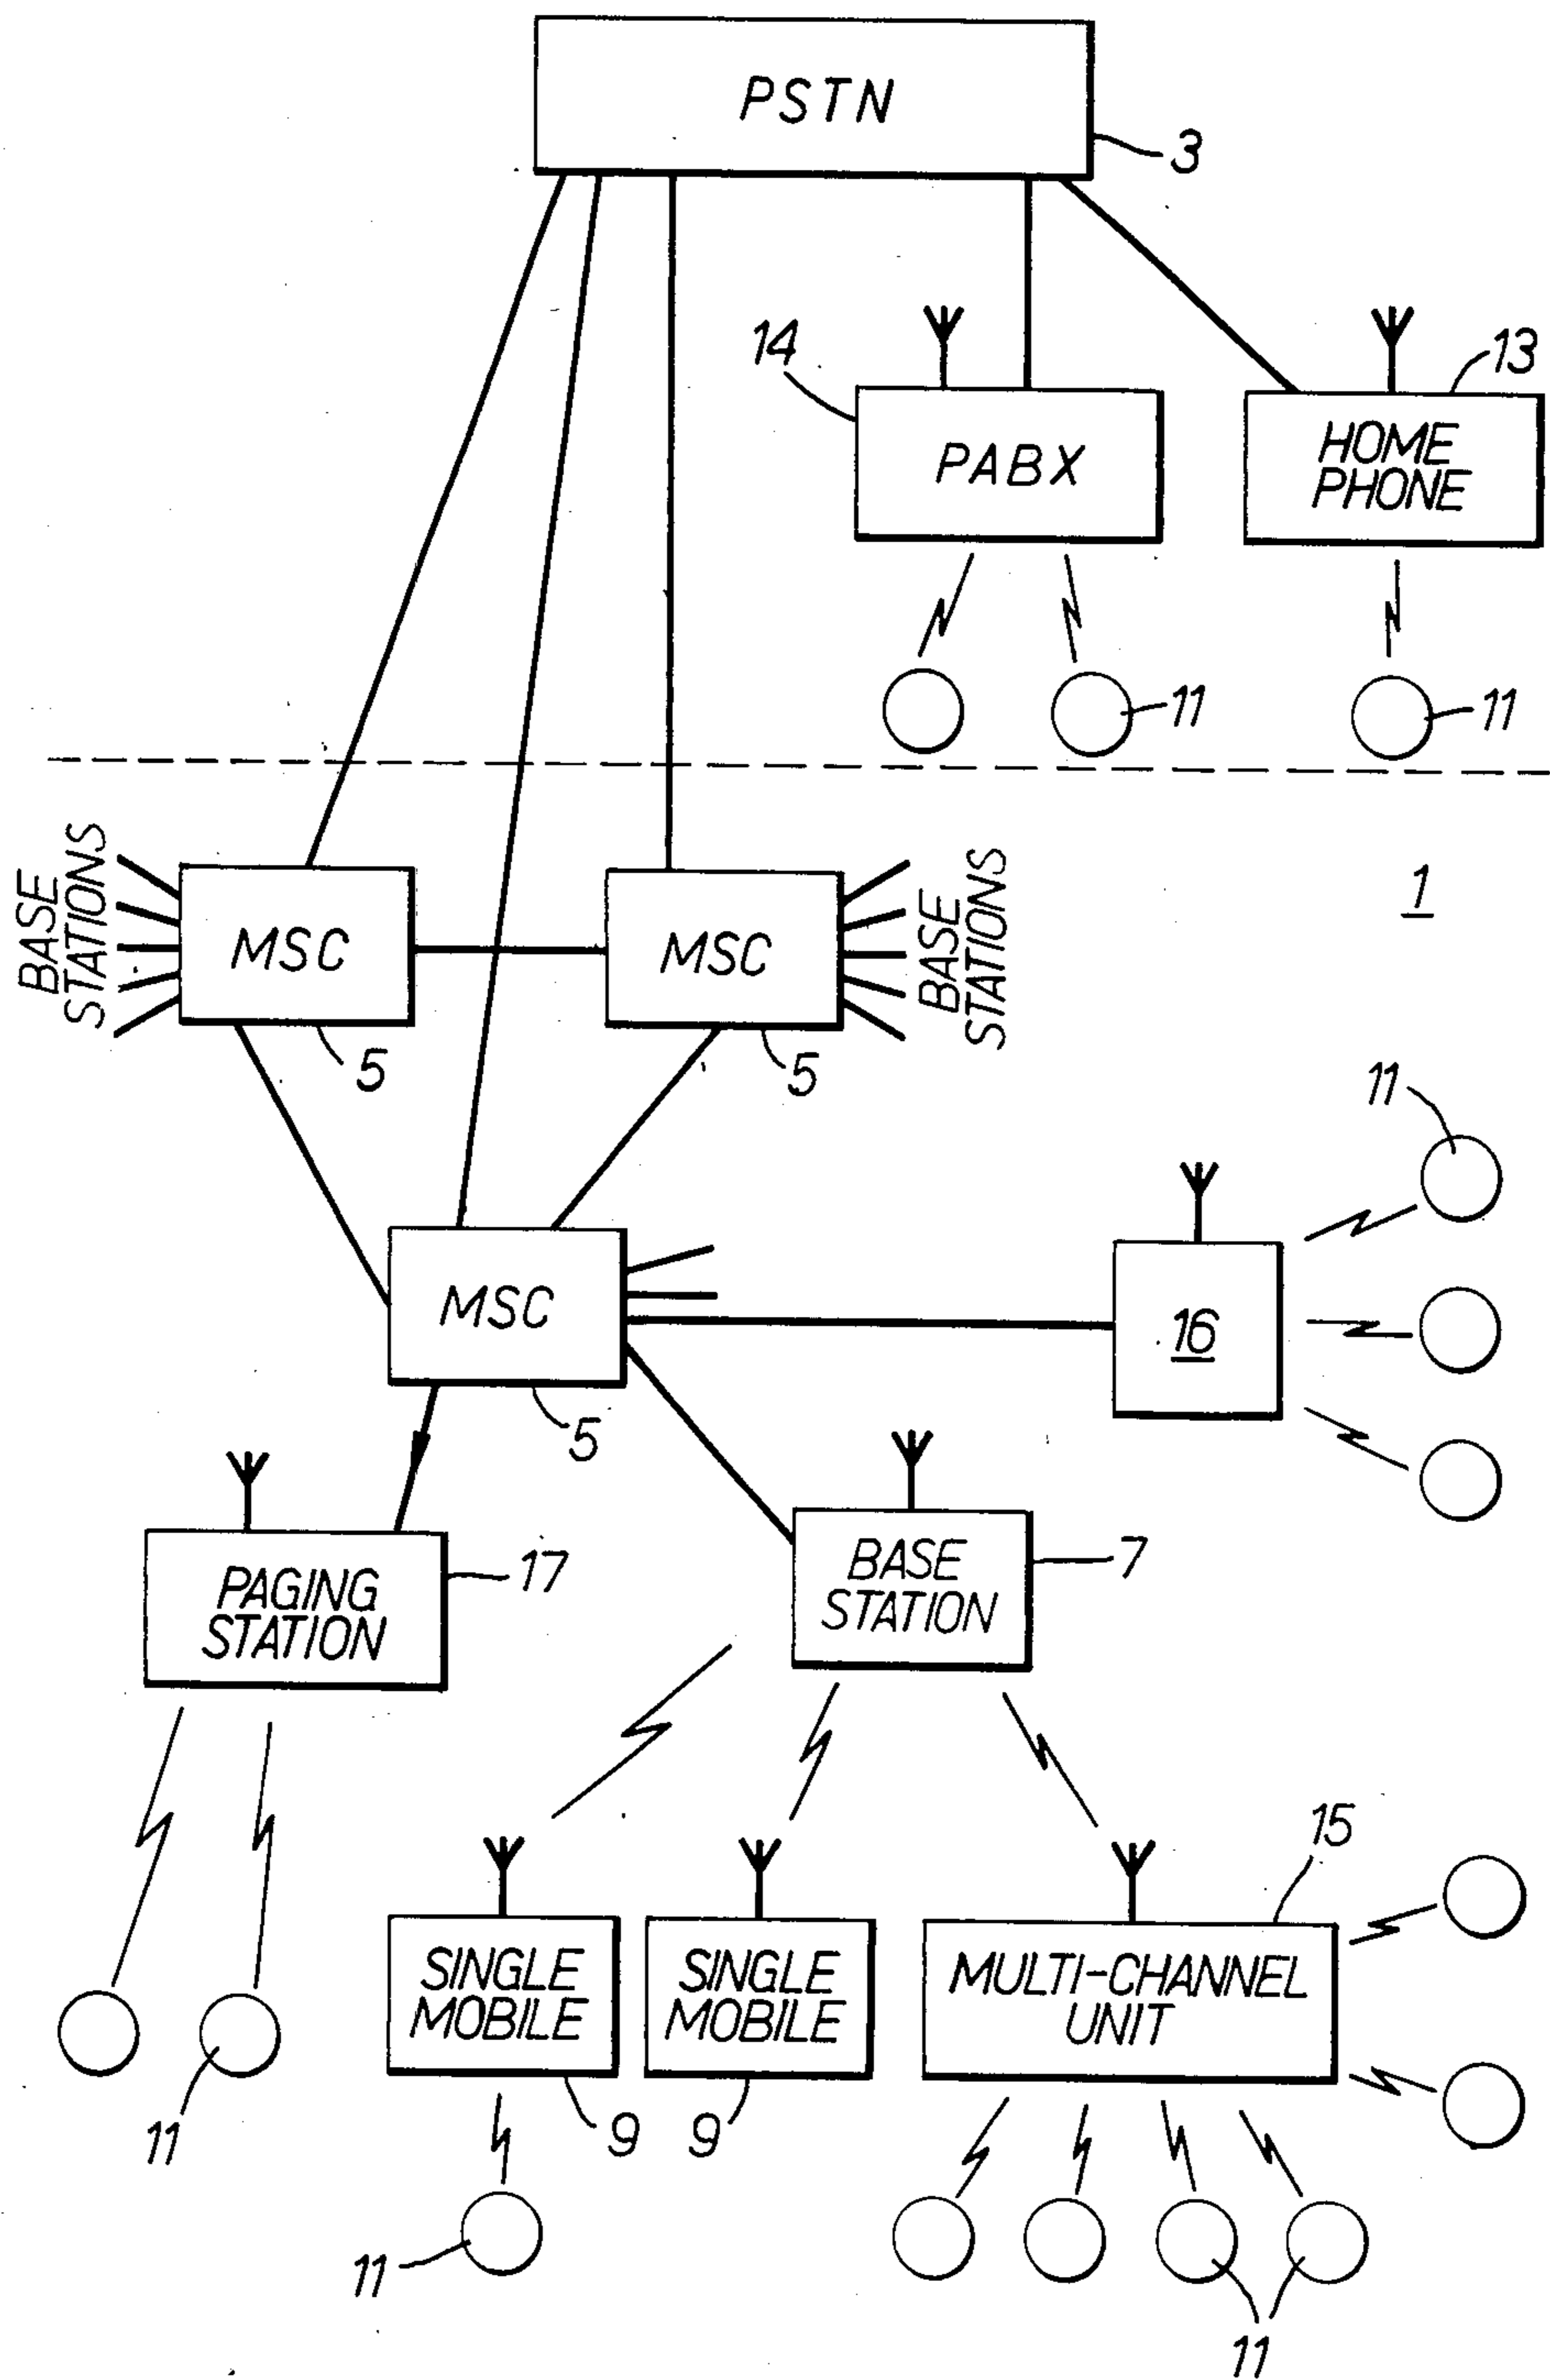 PSTN
3
14
13
PABX
HOME
PHONE
11
11
BASE
STATIONS
MSC
MSC
BASE
STATIONS
1
5
5
11
MSC
16
5
PAGING
STATION
17
BASE
STATION
7
15
SINGLE
MOBILE
SINGLE
MOBILE
MULTI-CHANNEL
UNIT
11
9
9
11
11